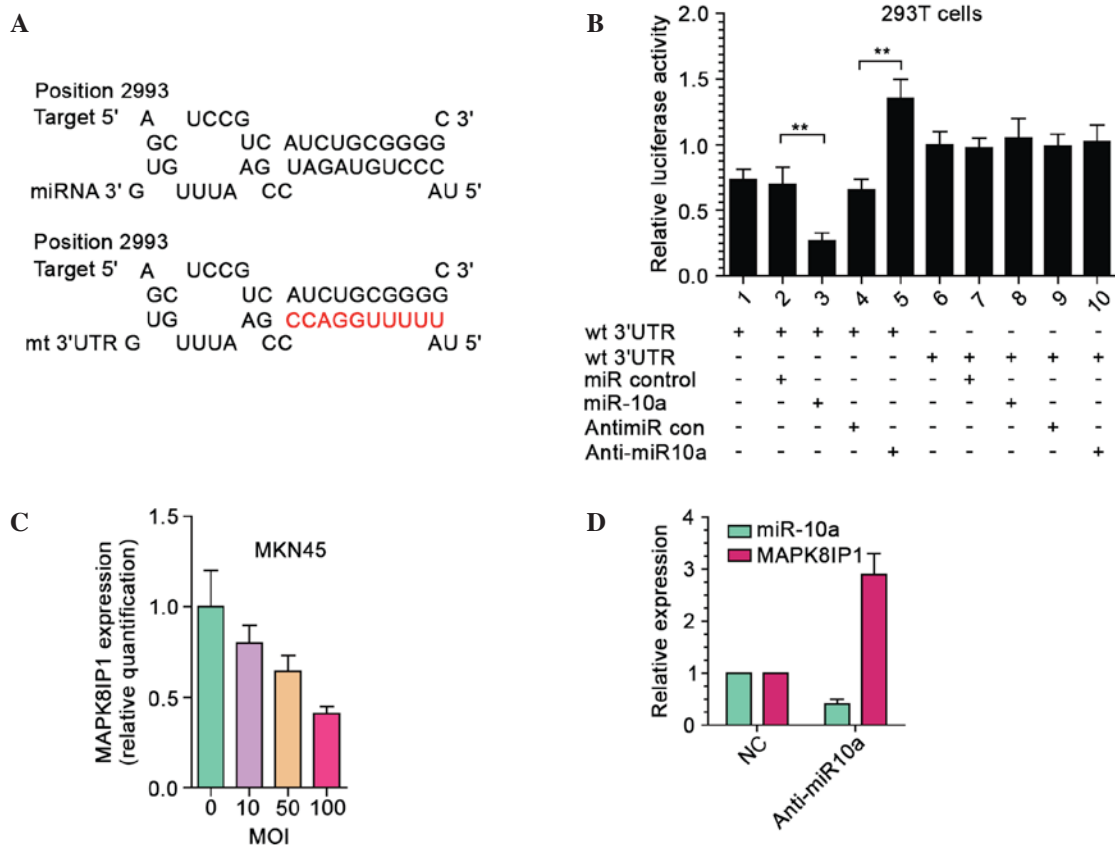 A
Position 2993
Target 5' A UCCG C 3'
GC UC AUCUGCGGGG
UG AG UAGAUGUCCC
miRNA 3' G UUUA CC AU 5'
Position 2993
Target 5' A UCCG C 3'
GC UC AUCUGCGGGG
UG AG CCAGGUUUUU
mt 3'UTR G UUUA CC AU 5'
B
293T cells
Relative luciferase activity
2.0
1.5
1.0
0.5
0.0
**
**
1 2 3 4 5 6 7 8 9 10
wt 3'UTR + + + + + - - - - -
wt 3'UTR - - - - - + + + + +
miR control - + - - - - + - - -
miR-10a - - + - - - - + - -
AntimiR con - - - + - - - - + -
Anti-miR10a - - - - + - - - - +
C
MKN45
MAPK8IP1 expression
(relative quantification)
1.5
1.0
0.5
0.0
0 10 50 100
MOI
D
miR-10a
MAPK8IP1
Relative expression
4
3
2
1
0
NC
Anti-miR10a